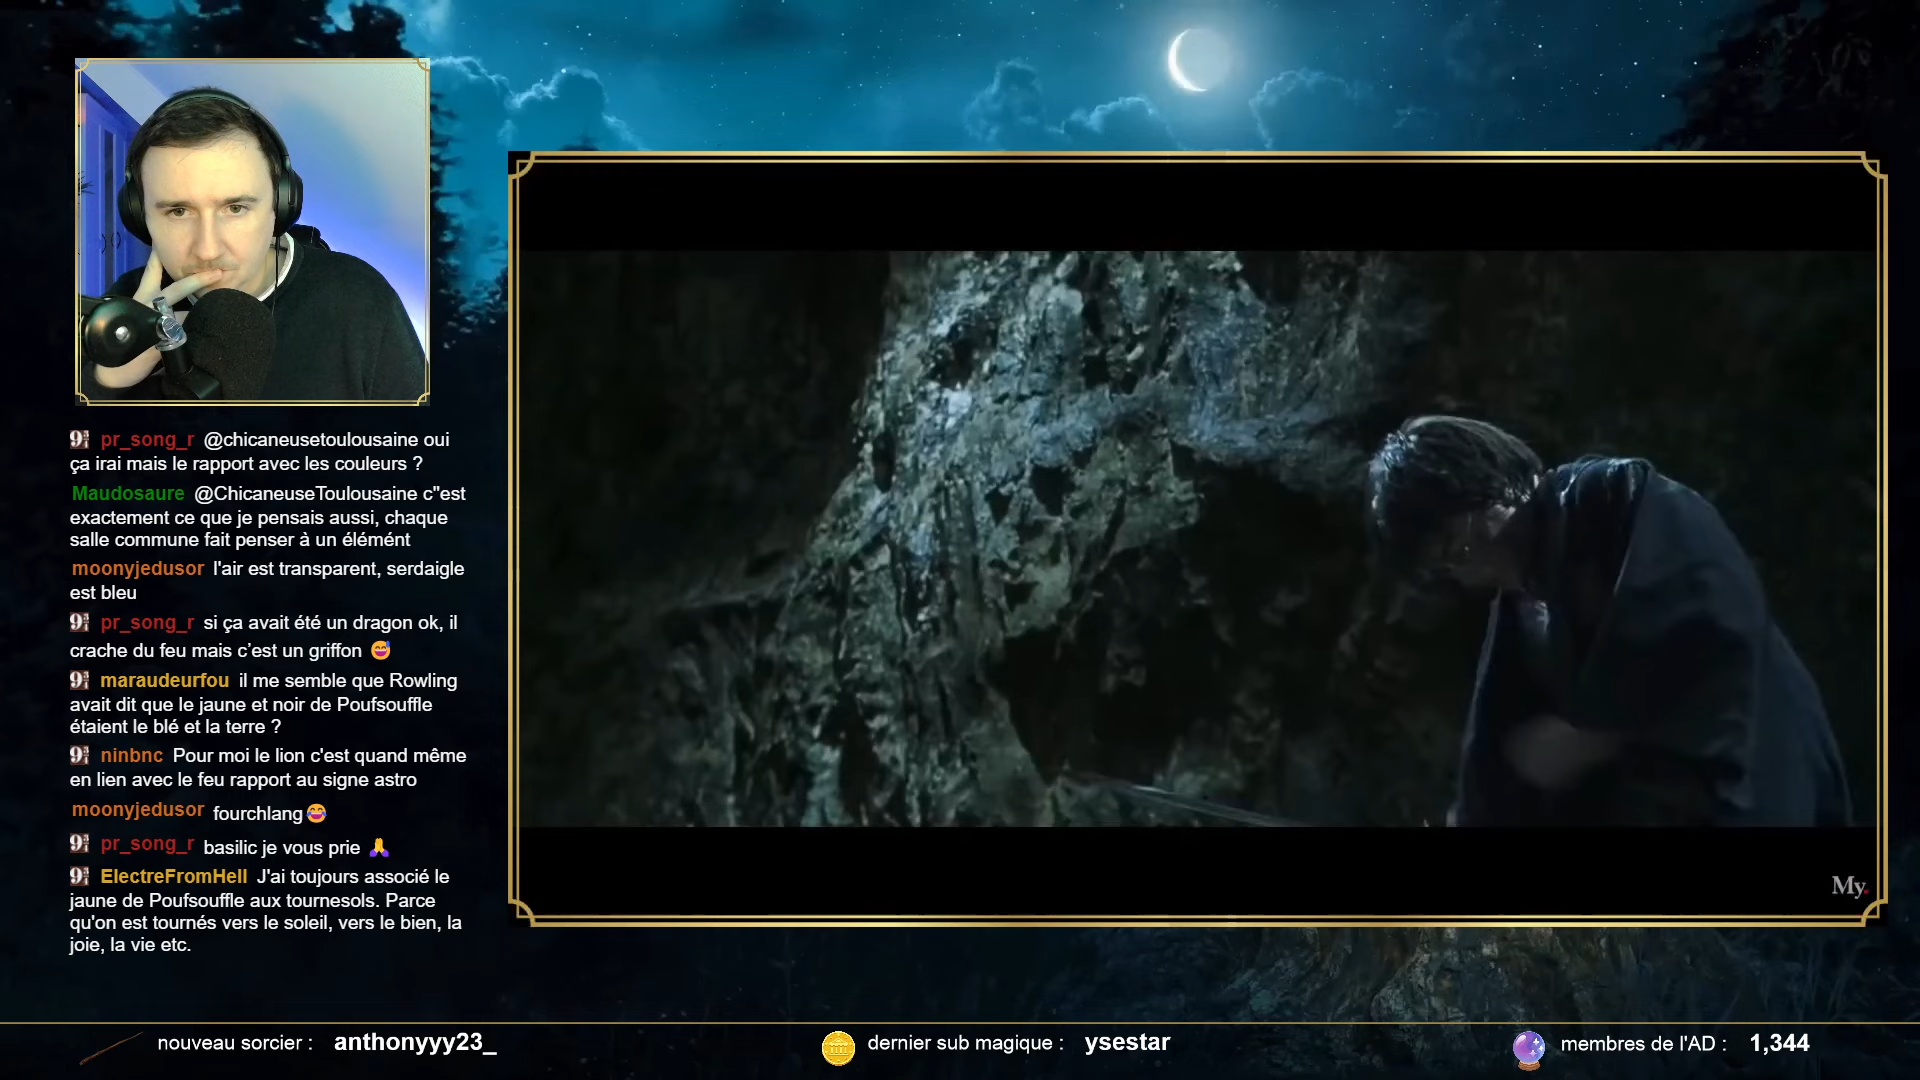 pr_song_r @chicaneusetoulousaine oui
ça irai mais le rapport avec les couleurs ?
Maudosaure @ChicaneuseToulousaine c"est
exactement ce que je pensais aussi, chaque
salle commune fait penser à un élémént
moonyjedusor l'air est transparent, serdaigle
est bleu
pr_song_r si ça avait été un dragon ok, il
crache du feu mais c’est un griffon 😅
maraudeurfou il me semble que Rowling
avait dit que le jaune et noir de Poufsouffle
étaient le blé et la terre ?
ninbnc Pour moi le lion c'est quand même
en lien avec le feu rapport au signe astro
moonyjedusor fourchlang😂
pr_song_r basilic je vous prie 🙏
ElectreFromHell J'ai toujours associé le
jaune de Poufsouffle aux tournesols. Parce
qu'on est tournés vers le soleil, vers le bien, la
joie, la vie etc.
My.
nouveau sorcier : anthonyyy23_
dernier sub magique : ysestar
membres de l'AD : 1,344